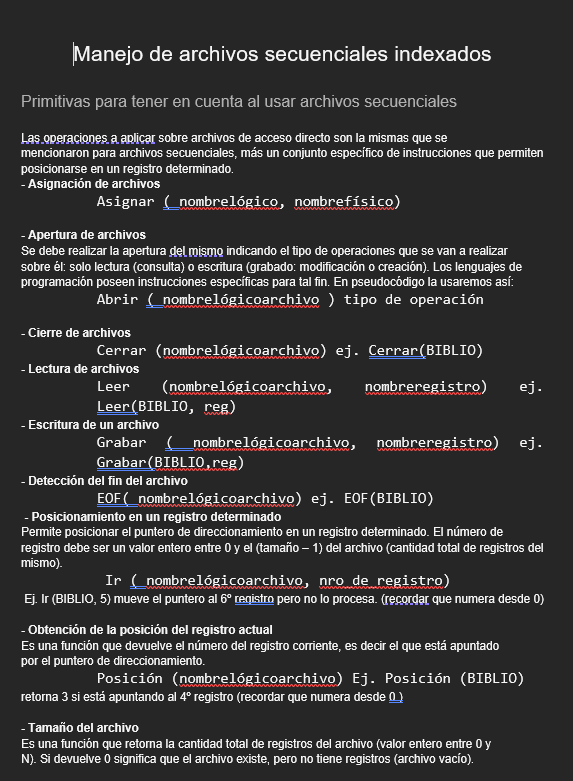 Manejo de archivos secuenciales indexados
Primitivas para tener en cuenta al usar archivos secuenciales
Las operaciones a aplicar sobre archivos de acceso directo son la mismas que se
mencionaron para archivos secuenciales, más un conjunto específico de instrucciones que permiten
posicionarse en un registro determinado.
- Asignación de archivos
Asignar ( nombrelógico, nombrefísico)
- Apertura de archivos
Se debe realizar la apertura del mismo indicando el tipo de operaciones que se van a realizar
sobre él: solo lectura (consulta) o escritura (grabado: modificación o creación). Los lenguajes de
programación poseen instrucciones específicas para tal fin. En pseudocódigo la usaremos así:
Abrir ( nombrelógicoarchivo ) tipo de operación
- Cierre de archivos
Cerrar (nombrelógicoarchivo) ej. Cerrar(BIBLIO)
- Lectura de archivos
Leer (nombrelógicoarchivo, nombreregistro) ej.
Leer(BIBLIO, reg)
- Escritura de un archivo
Grabar ( nombrelógicoarchivo, nombreregistro) ej.
Grabar(BIBLIO,reg)
- Detección del fin del archivo
EOF( nombrelógicoarchivo) ej. EOF(BIBLIO)
- Posicionamiento en un registro determinado
Permite posicionar el puntero de direccionamiento en un registro determinado. El número de
registro debe ser un valor entero entre 0 y el (tamaño – 1) del archivo (cantidad total de registros del
mismo).
Ir ( nombrelógicoarchivo, nro_de_registro)
Ej. Ir (BIBLIO, 5) mueve el puntero al 6º registro pero no lo procesa. (recordar que numera desde 0)
- Obtención de la posición del registro actual
Es una función que devuelve el número del registro corriente, es decir el que está apuntado
por el puntero de direccionamiento.
Posición (nombrelógicoarchivo) Ej. Posición (BIBLIO)
retorna 3 si está apuntando al 4º registro (recordar que numera desde 0.)
- Tamaño del archivo
Es una función que retorna la cantidad total de registros del archivo (valor entero entre 0 y
N). Si devuelve 0 significa que el archivo existe, pero no tiene registros (archivo vacío).